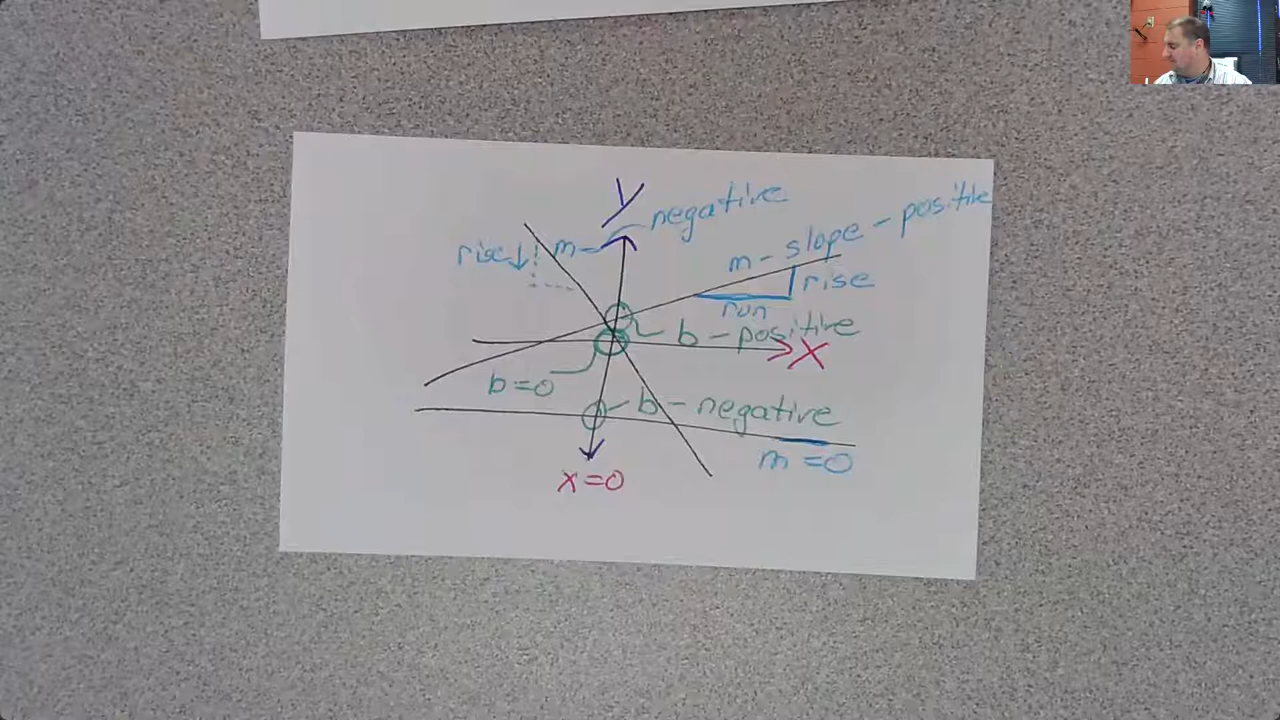 y
negative
m - slope - positive
rise ↓ m -
rise
run
b - positive
x
b = 0
b - negative
m = 0
x = 0